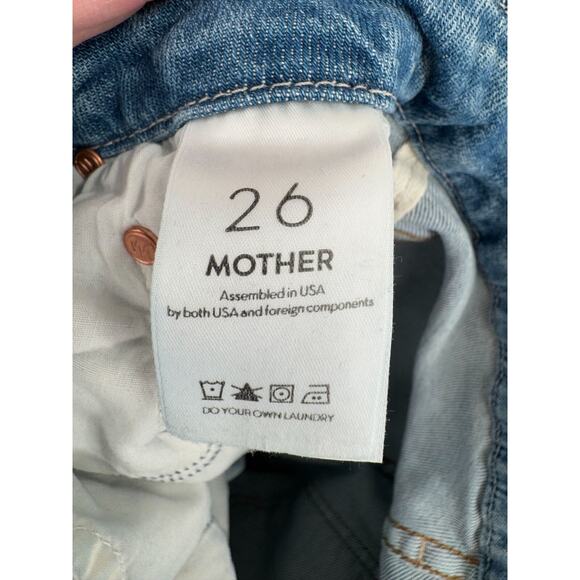 26
MOTHER
Assembled in USA
by both USA and foreign components
DO YOUR OWN LAUNDRY